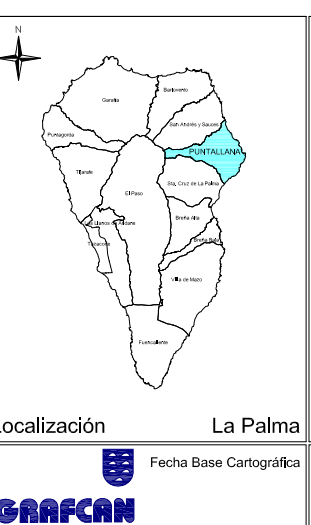 N
Barlovento
Garafía
San Andrés y Sauces
Puntagorda
PUNTALLANA
Tijarafe
Sta. Cruz de La Palma
El Paso
Breña Alta
Los Llanos de Aridane
Breña Baja
Tazacorte
Villa de Mazo
Fuencaliente
Localización La Palma
Fecha Base Cartográfica
GRAFCAN